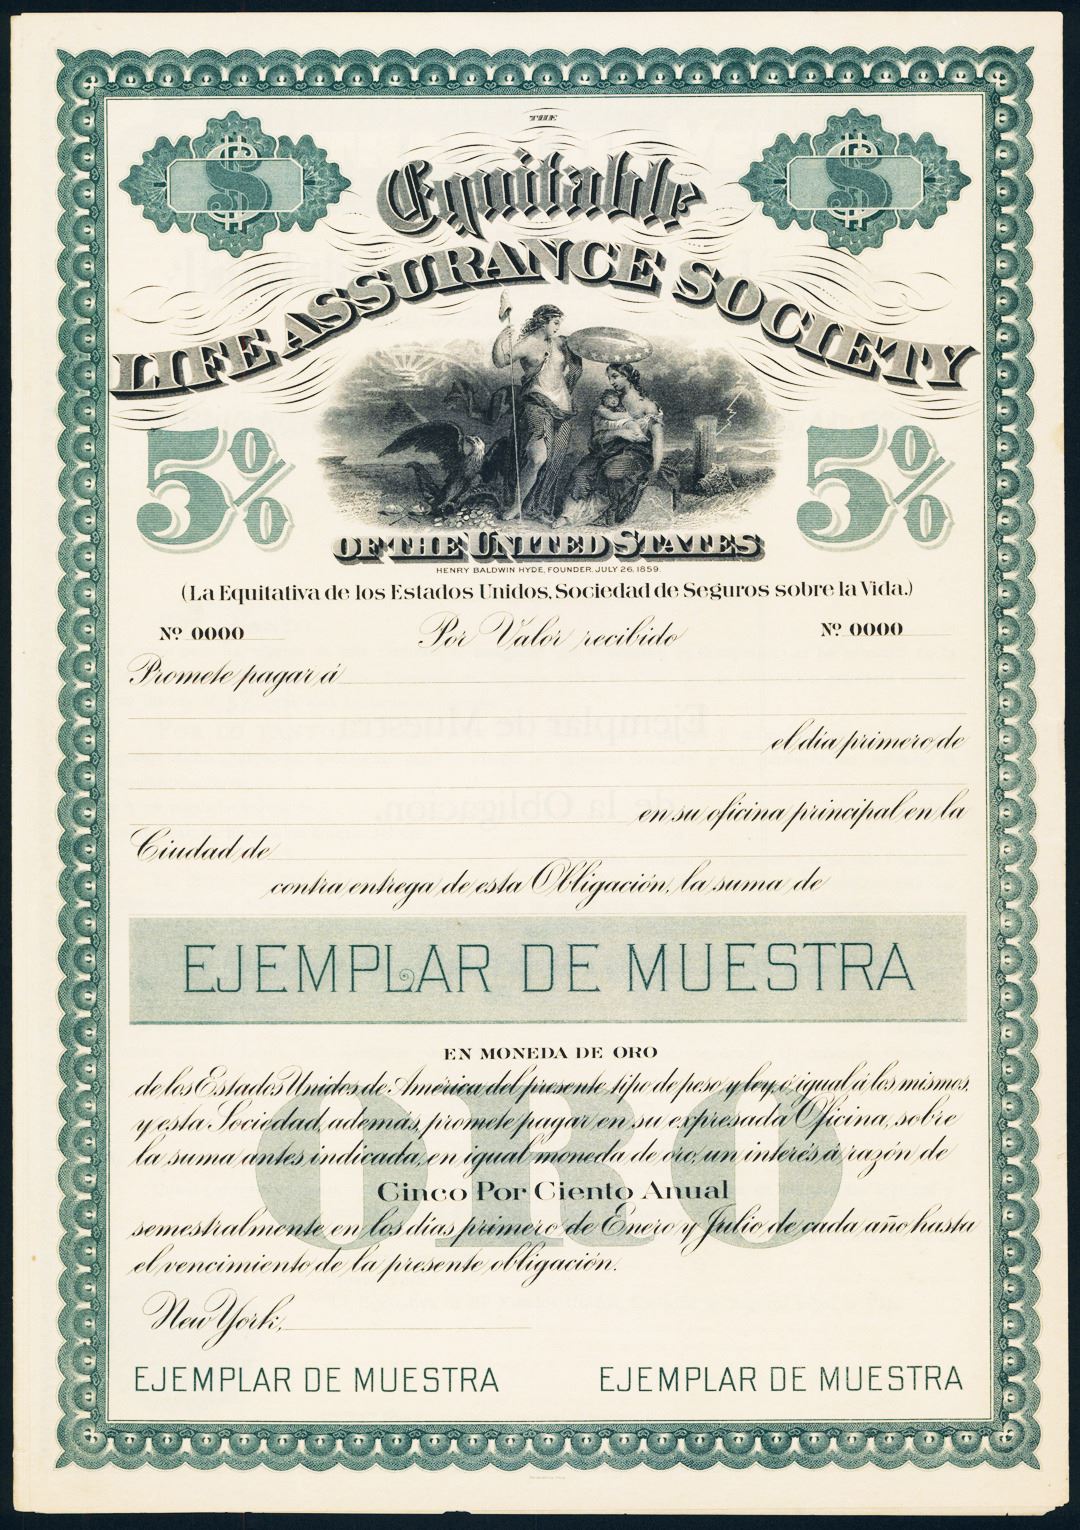 THE
Equitable
LIFE ASSURANCE SOCIETY
$ $
5% 5%
OF THE UNITED STATES
HENRY BALDWIN HYDE, FOUNDER. JULY 26, 1859.
(La Equitativa de los Estados Unidos, Sociedad de Seguros sobre la Vida.)
Nº 0000 Por Valor recibido Nº 0000
Promete pagar á
el dia primero de
en su oficina principal en la
Ciudad de
contra entrega de esta Obligación, la suma de
EJEMPLAR DE MUESTRA
EN MONEDA DE ORO
de los Estados Unidos de América del presente tipo de peso y ley, ó igual á los mismos,
y esta Sociedad, además, promete pagar en su expresada Oficina, sobre
la suma antes indicada, en igual moneda de oro, un interés á razón de
ORO
Cinco Por Ciento Anual
semestralmente en los días primero de Enero y Julio de cada año hasta
el vencimiento de la presente obligación.
New York,
EJEMPLAR DE MUESTRA EJEMPLAR DE MUESTRA